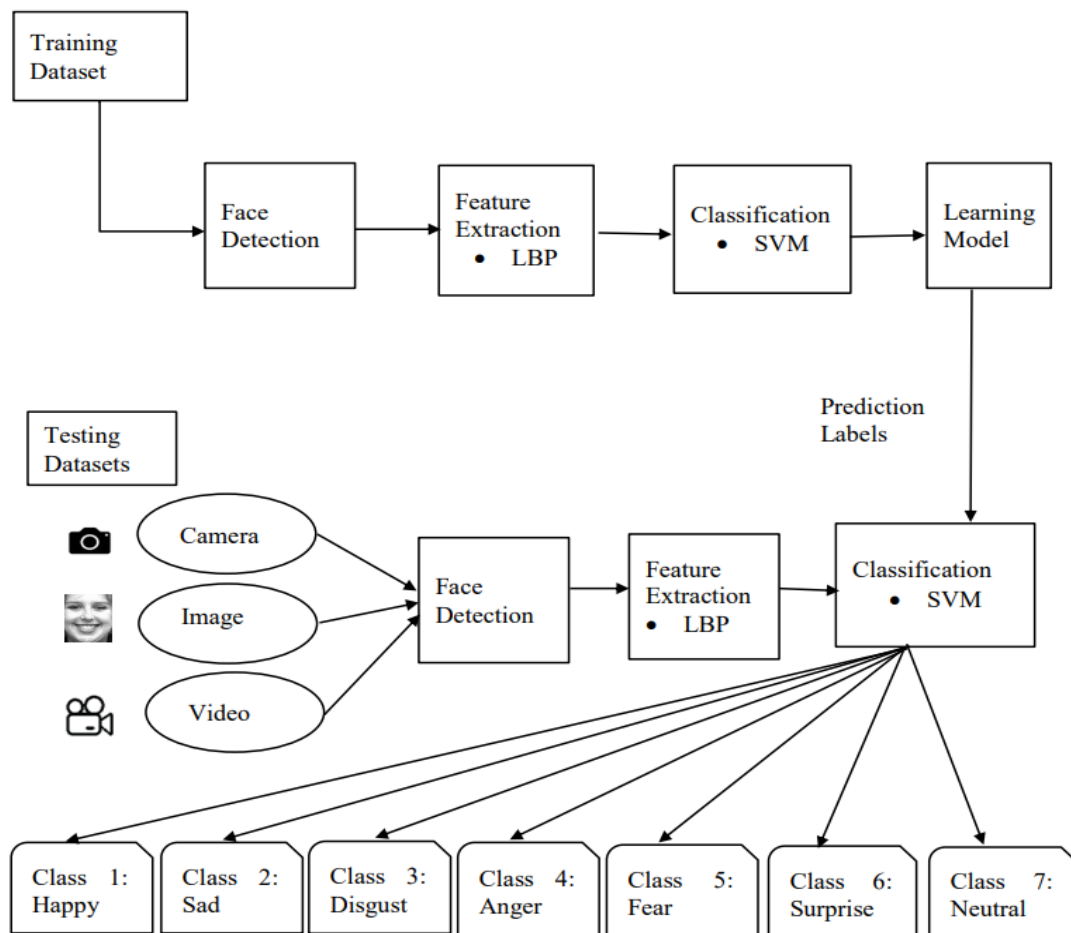 Training
Dataset
Face
Detection
Feature
Extraction
• LBP
Classification
• SVM
Learning
Model
Prediction
Labels
Testing
Datasets
Camera
Image
Video
Face
Detection
Feature
Extraction
• LBP
Classification
• SVM
Class 1:
Happy
Class 2:
Sad
Class 3:
Disgust
Class 4:
Anger
Class 5:
Fear
Class 6:
Surprise
Class 7:
Neutral